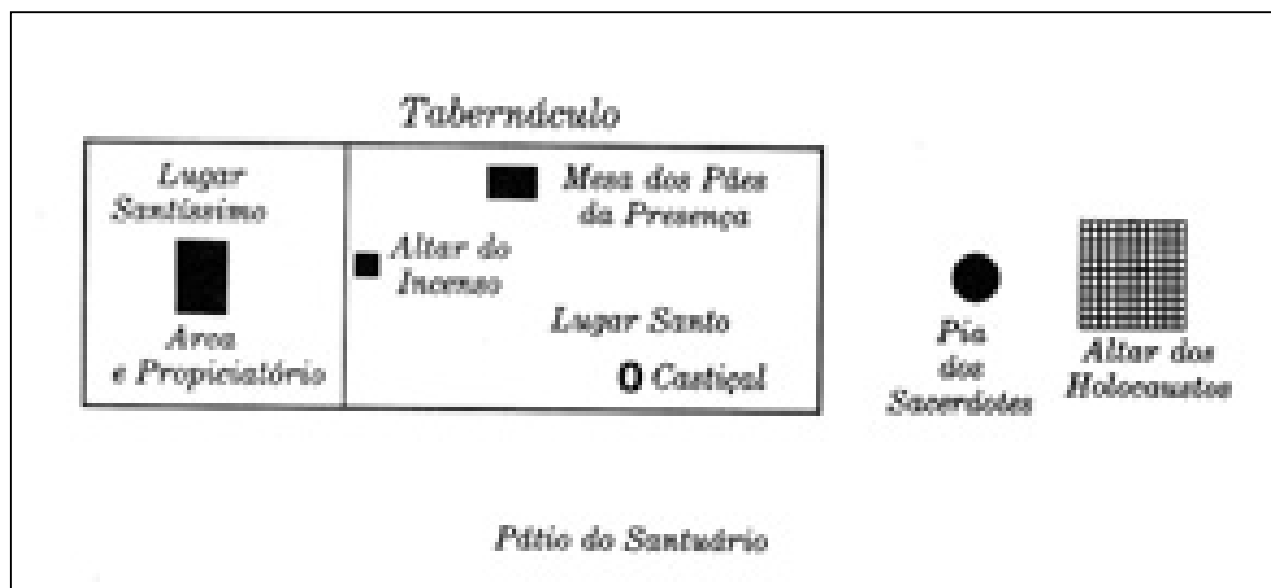 Tabernáculo
Lugar
Santíssimo
Arca
e Propiciatório
Mesa dos Pães
da Presença
Altar do
Incenso
Lugar Santo
0 Castiçal
Pia
dos
Sacerdotes
Altar dos
Holocaustos
Pátio do Santuário